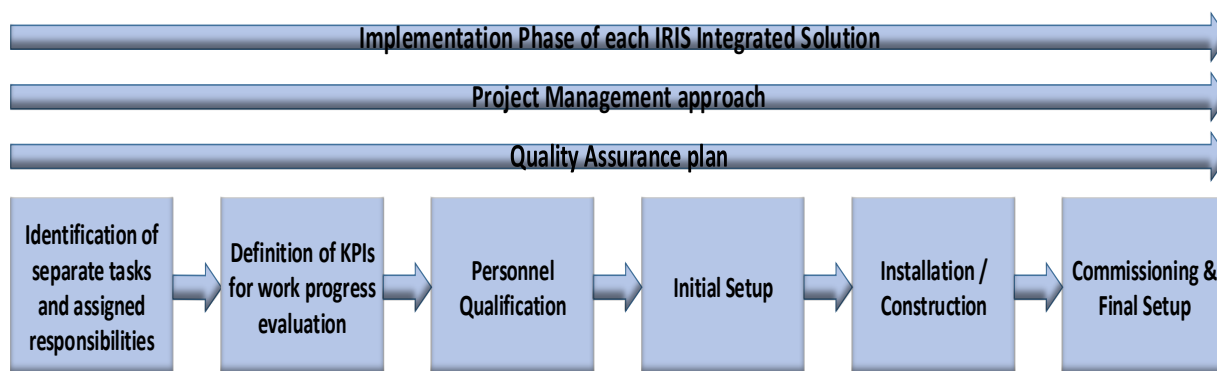 Implementation Phase of each IRIS Integrated Solution
Project Management approach
Quality Assurance plan
Identification of
separate tasks
and assigned
responsibilities
Definition of KPIs
for work progress
evaluation
Personnel
Qualification
Initial Setup
Installation /
Construction
Commissioning &
Final Setup